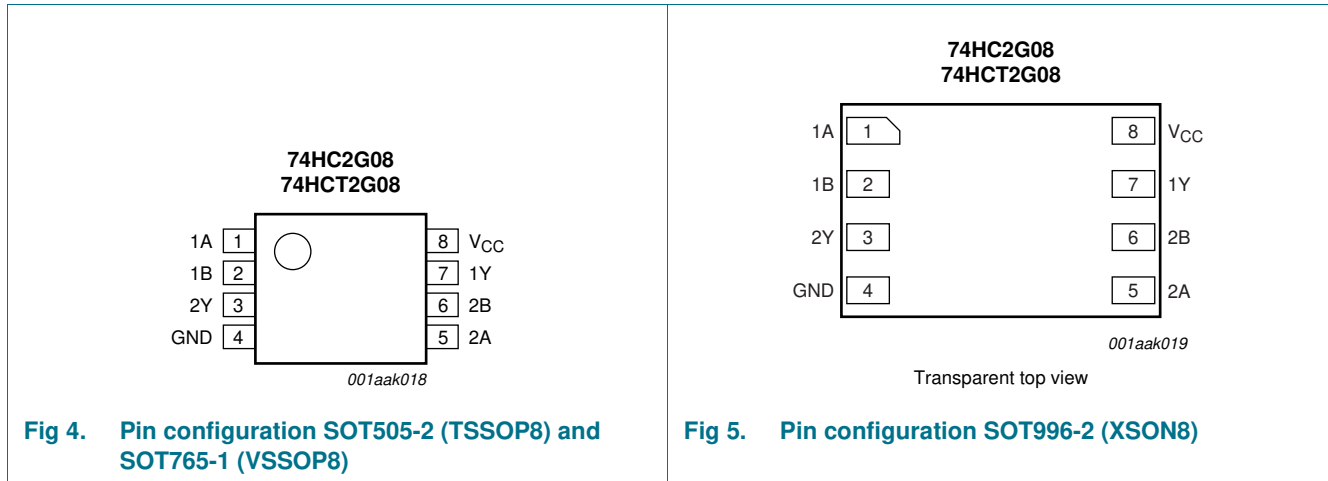 74HC2G08
74HCT2G08
1A 1 8 VCC
1B 2 7 1Y
2Y 3 6 2B
GND 4 5 2A
001aak018
Fig 4. Pin configuration SOT505-2 (TSSOP8) and
SOT765-1 (VSSOP8)
74HC2G08
74HCT2G08
1A 1 8 VCC
1B 2 7 1Y
2Y 3 6 2B
GND 4 5 2A
001aak019
Transparent top view
Fig 5. Pin configuration SOT996-2 (XSON8)